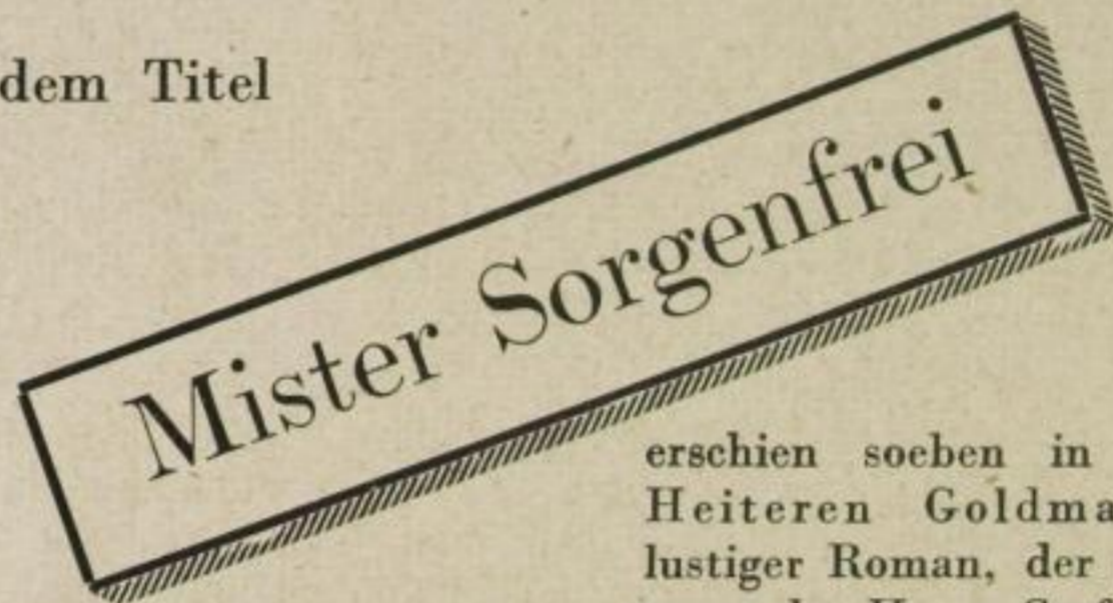 dem Titel
Mister Sorgenfrei
erschien soeben in
Heiteren Goldma
lustiger Roman, der